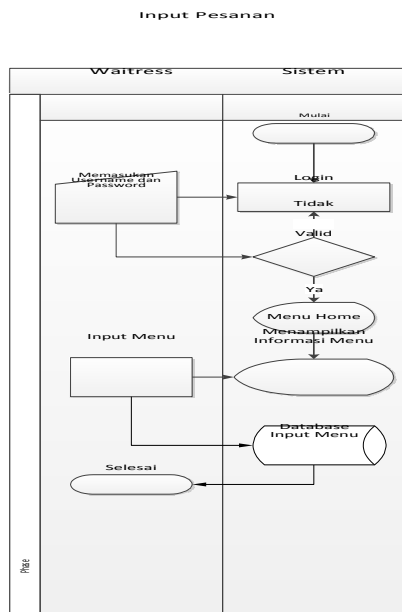 Input Pesanan
Waitress
Sistem
Mulai
Memasukan
Username dan
Password
Login
Tidak
Valid
Ya
Menu Home
Input Menu
Menampilkan
Informasi Menu
Database
Input Menu
Selesai
Phase